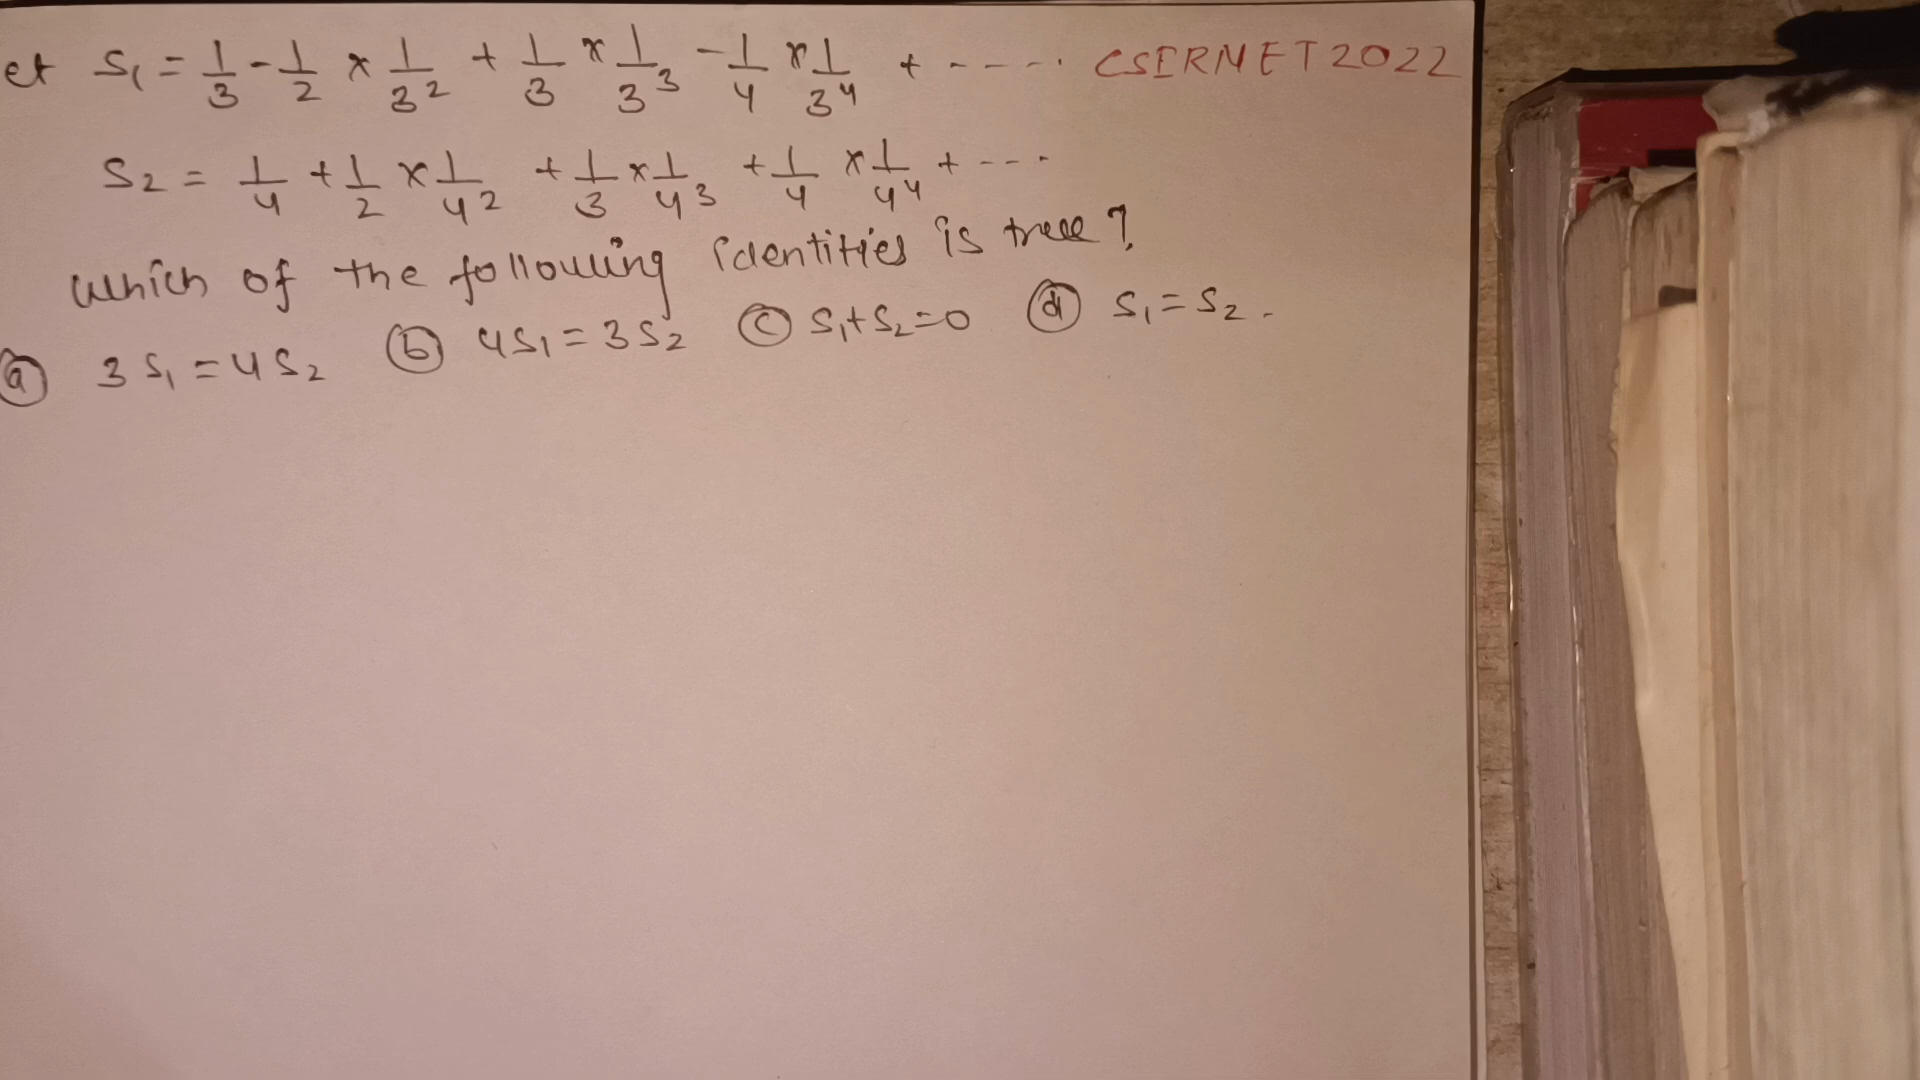 et S₁ = 1/3 - 1/2 × 1/3² + 1/3 × 1/3³ - 1/4 × 1/3⁴ + ----. CSIRNET 2022
S₂ = 1/4 + 1/2 × 1/4² + 1/3 × 1/4³ + 1/4 × 1/4⁴ + ----
which of the following identities is true?
(a) 3S₁ = 4S₂ (b) 4S₁ = 3S₂ (c) S₁+S₂=0 (d) S₁=S₂.